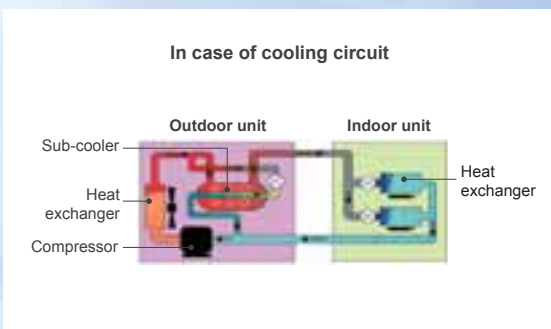 In case of cooling circuit
Outdoor unit
Indoor unit
Sub-cooler
Heat
exchanger
Compressor
Heat
exchanger